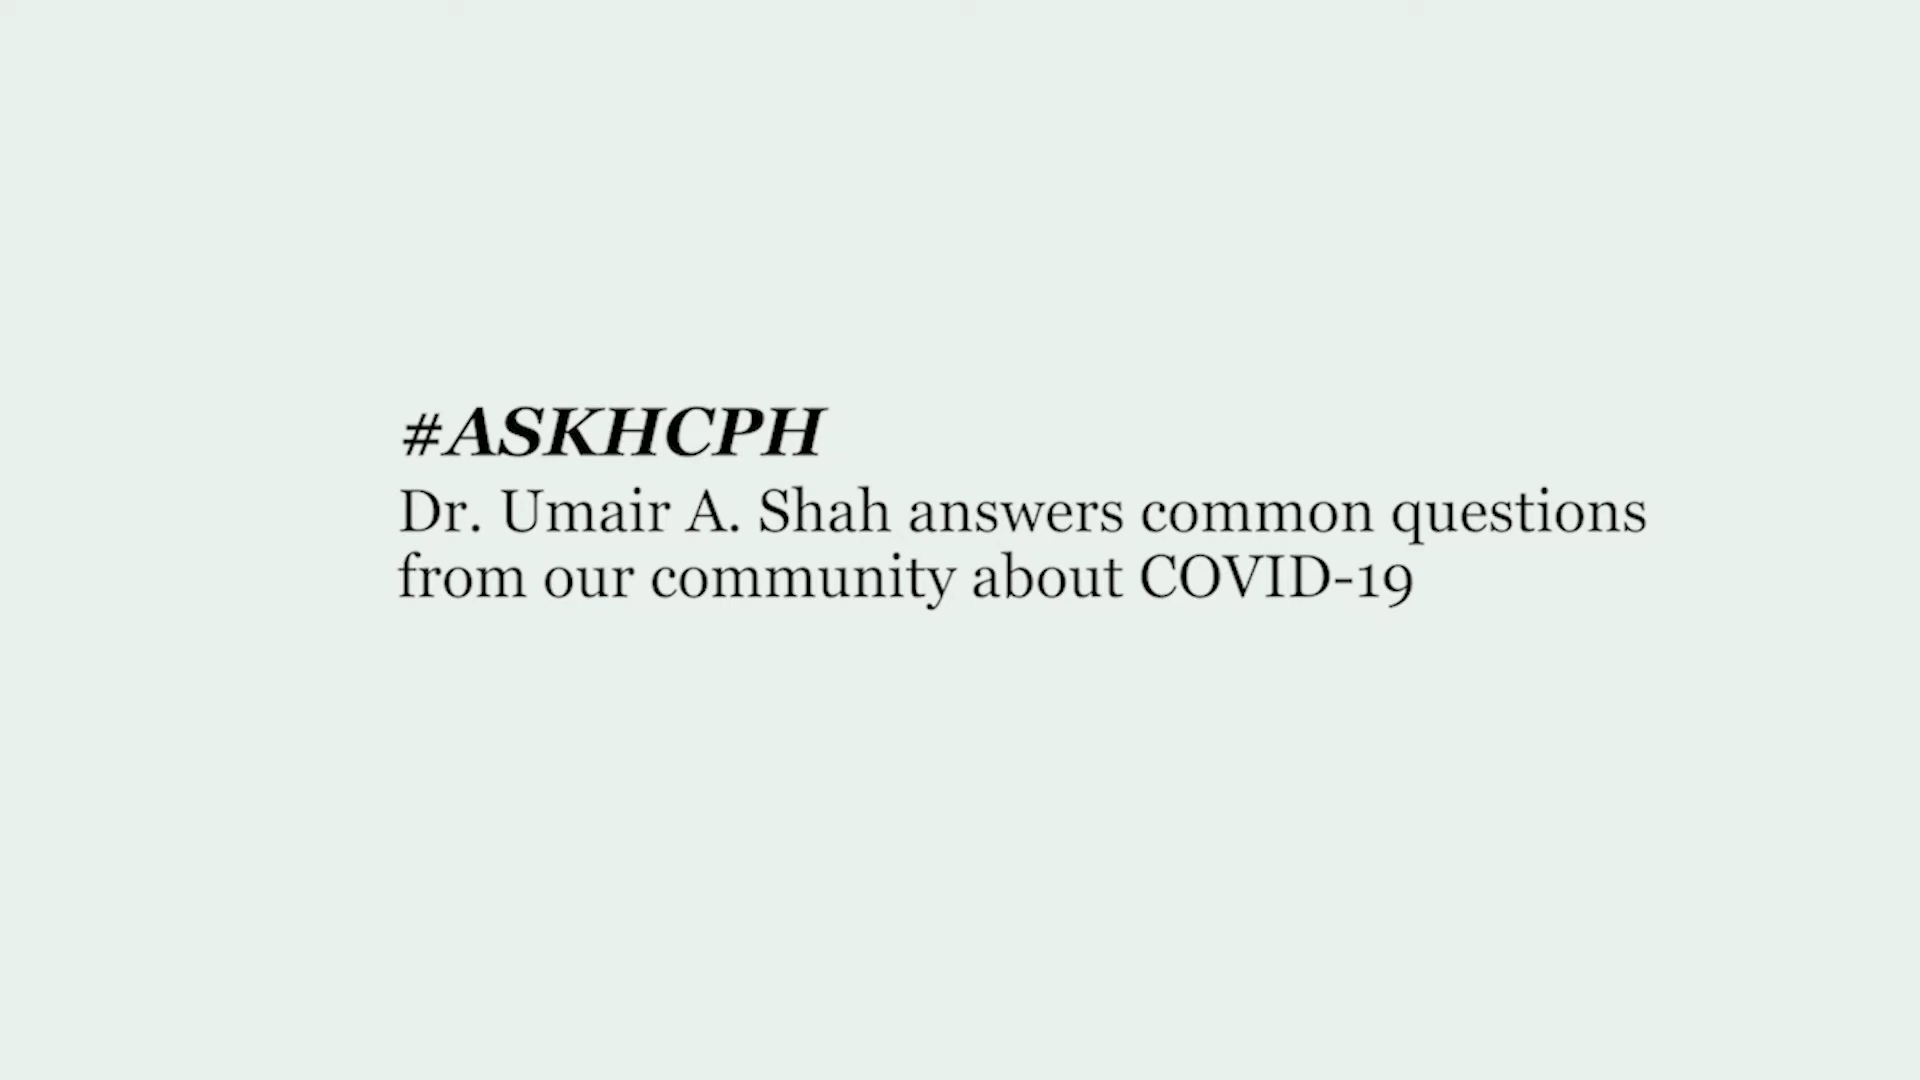 #ASKHCPH
Dr. Umair A. Shah answers common questions
from our community about COVID-19